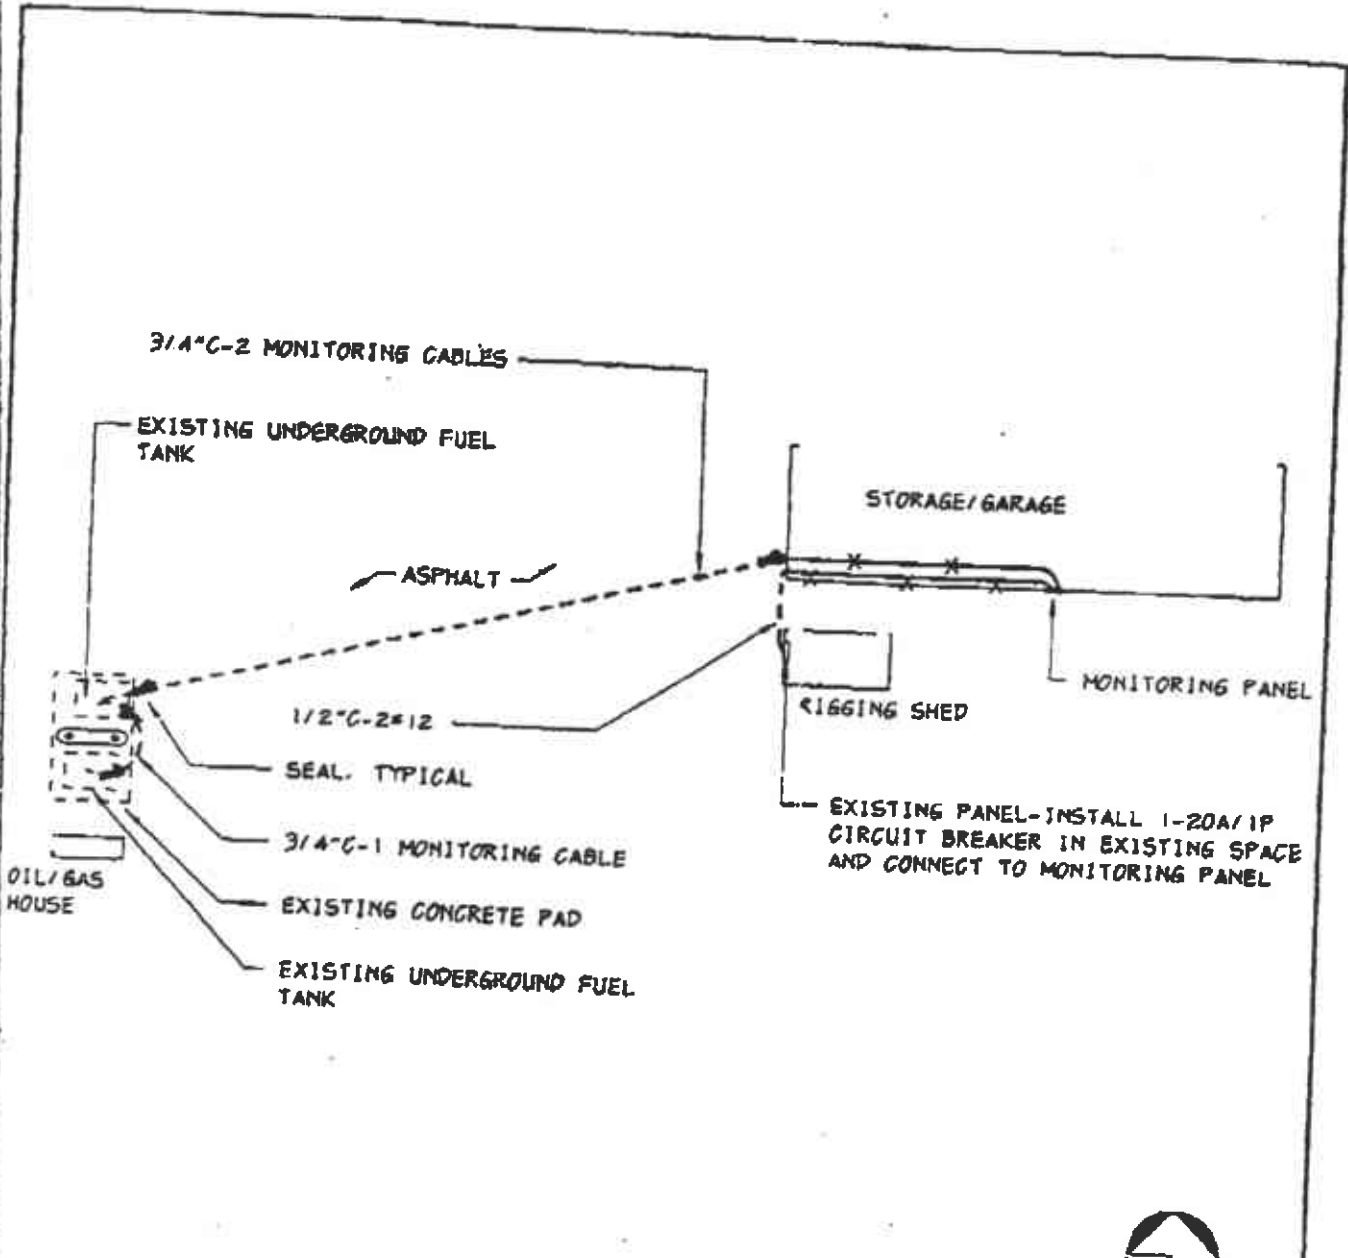 3/4"C-2 MONITORING CABLES
EXISTING UNDERGROUND FUEL
TANK
STORAGE/GARAGE
ASPHALT
MONITORING PANEL
RIGGING SHED
1/2"C-2#12
SEAL. TYPICAL
EXISTING PANEL-INSTALL 1-20A/1P
CIRCUIT BREAKER IN EXISTING SPACE
AND CONNECT TO MONITORING PANEL
3/4"C-1 MONITORING CABLE
OIL/GAS
HOUSE
EXISTING CONCRETE PAD
EXISTING UNDERGROUND FUEL
TANK